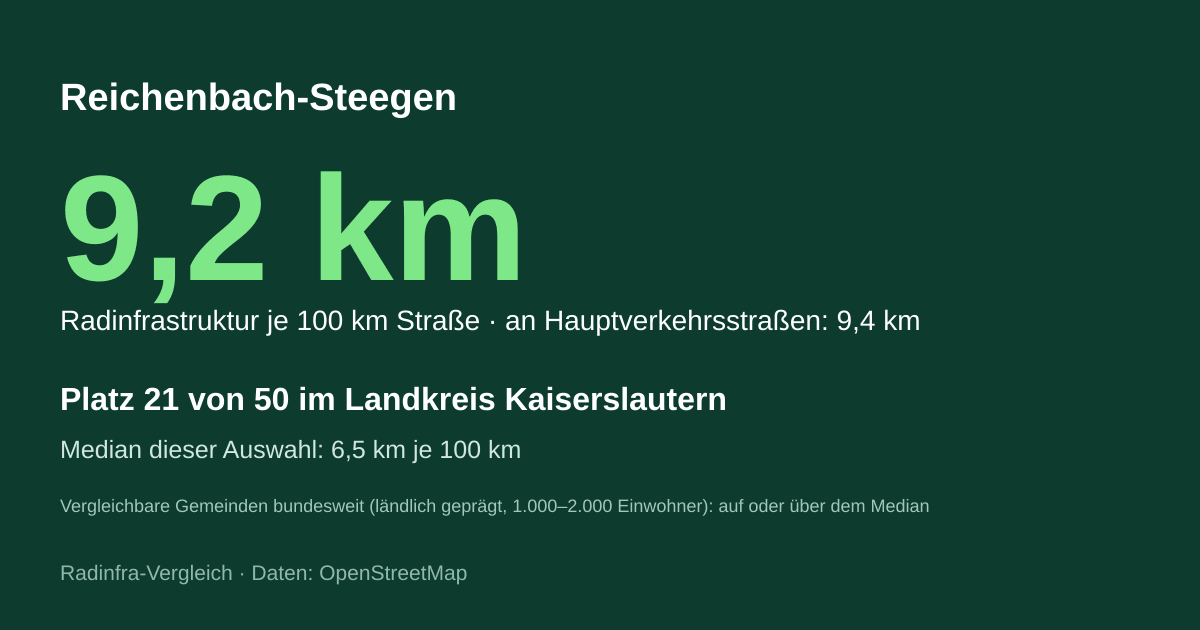 Reichenbach-Steegen
9,2 km
Radinfrastruktur je 100 km Straße · an Hauptverkehrsstraßen: 9,4 km
Platz 21 von 50 im Landkreis Kaiserslautern
Median dieser Auswahl: 6,5 km je 100 km
Vergleichbare Gemeinden bundesweit (ländlich geprägt, 1.000–2.000 Einwohner): auf oder über dem Median
Radinfra-Vergleich · Daten: OpenStreetMap